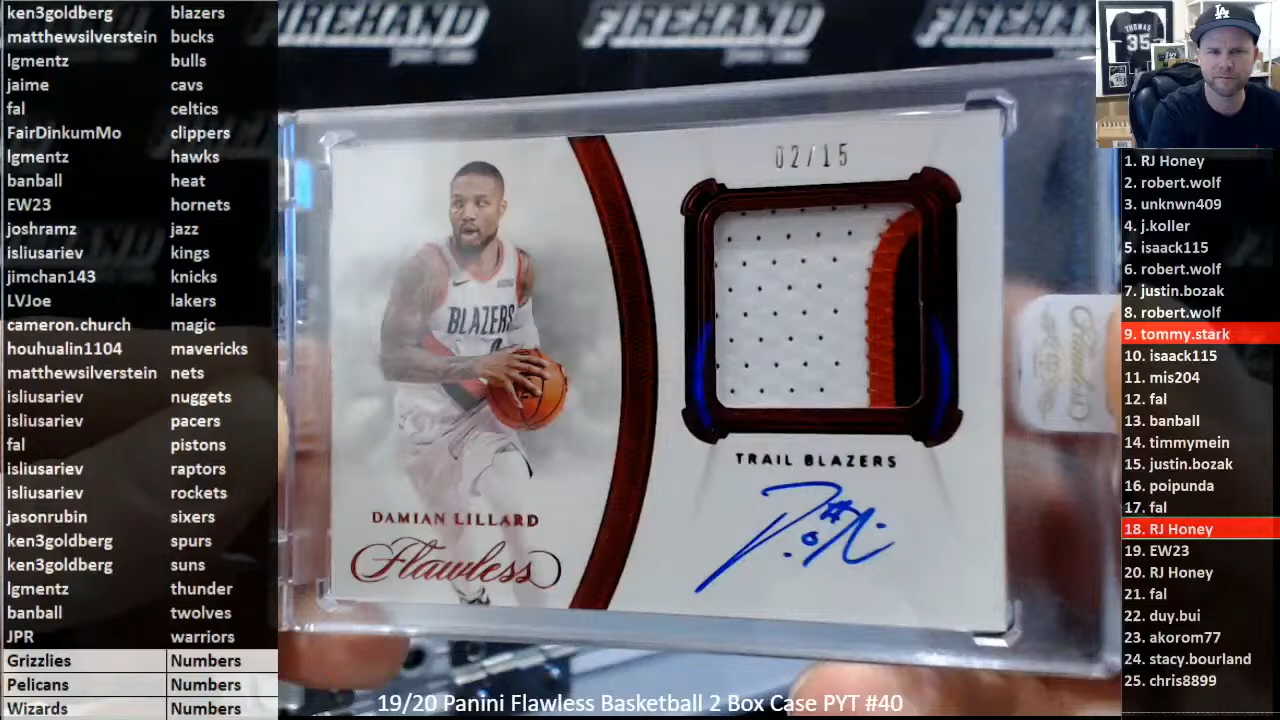 ken3goldberg blazers
matthewsilverstein bucks
lgmentz bulls
jaime cavs
fal celtics
FairDinkumMo clippers
lgmentz hawks
banball heat
EW23 hornets
joshramz jazz
isliusariev kings
jimchan143 knicks
LVJoe lakers
cameron.church magic
houhualin1104 mavericks
matthewsilverstein nets
isliusariev nuggets
isliusariev pacers
fal pistons
isliusariev raptors
isliusariev rockets
jasonrubin sixers
ken3goldberg spurs
ken3goldberg suns
lgmentz thunder
banball twolves
JPR warriors
Grizzlies Numbers
Pelicans Numbers
Wizards Numbers
FIREHAND FIREHAND FIREHAND
02/15
BLAZERS
TRAIL BLAZERS
DAMIAN LILLARD
Flawless
19/20 Panini Flawless Basketball 2 Box Case PYT #40
LA
THOMAS
35
1. RJ Honey
2. robert.wolf
3. unknwn409
4. j.koller
5. isaack115
6. robert.wolf
7. justin.bozak
8. robert.wolf
9. tommy.stark
10. isaack115
11. mis204
12. fal
13. banball
14. timmymein
15. justin.bozak
16. poipunda
17. fal
18. RJ Honey
19. EW23
20. RJ Honey
21. fal
22. duy.bui
23. akorom77
24. stacy.bourland
25. chris8899